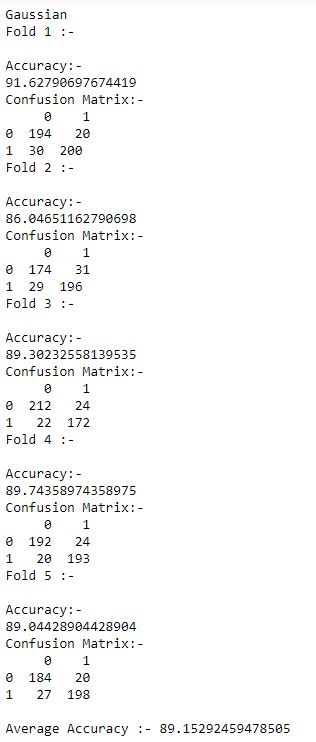 Gaussian
Fold 1 :-
Accuracy:-
91.62790697674419
Confusion Matrix:-
0 1
0 194 20
1 30 200
Fold 2 :-
Accuracy:-
86.04651162790698
Confusion Matrix:-
0 1
0 174 31
1 29 196
Fold 3 :-
Accuracy:-
89.30232558139535
Confusion Matrix:-
0 1
0 212 24
1 22 172
Fold 4 :-
Accuracy:-
89.74358974358975
Confusion Matrix:-
0 1
0 192 24
1 20 193
Fold 5 :-
Accuracy:-
89.04428904428904
Confusion Matrix:-
0 1
0 184 20
1 27 198
Average Accuracy :- 89.15292459478505